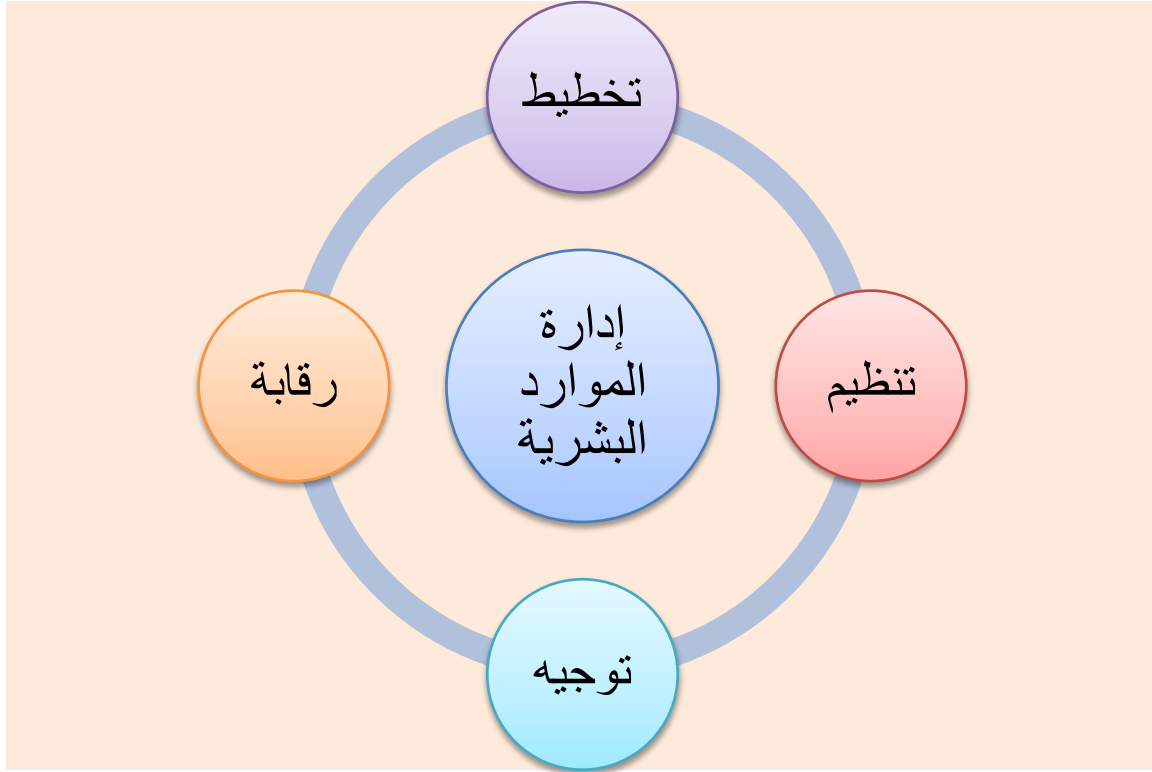 تخطيط
إدارة
الموارد
البشرية
تنظيم
رقابة
توجيه